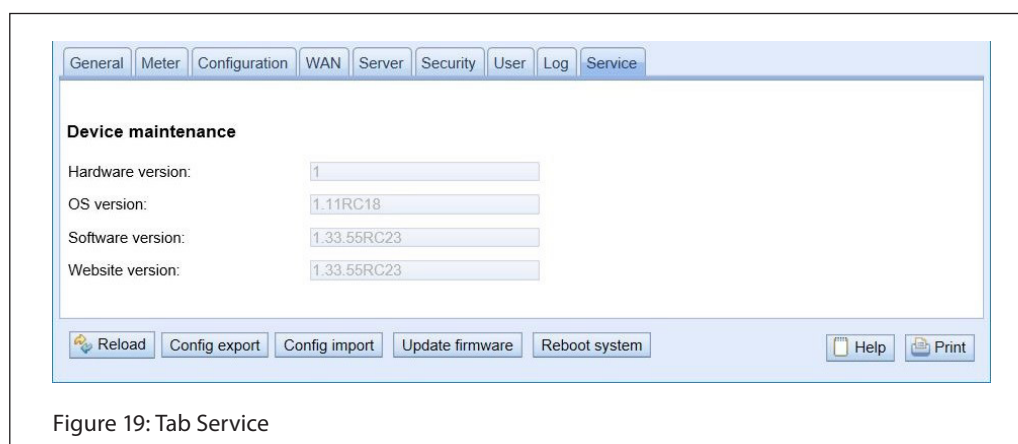 General Meter Configuration WAN Server Security User Log Service
Device maintenance
Hardware version: 1
OS version: 1.11RC18
Software version: 1.33.55RC23
Website version: 1.33.55RC23
Reload Config export Config import Update firmware Reboot system Help Print
Figure 19: Tab Service